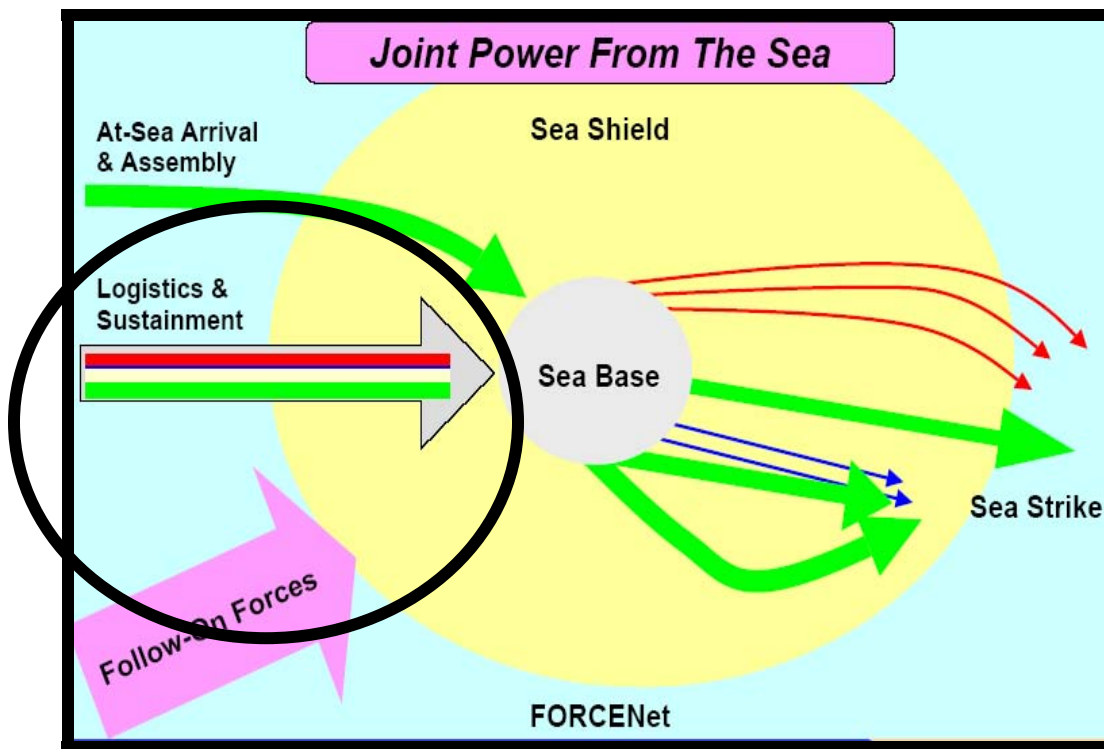 Joint Power From The Sea
Sea Shield
At-Sea Arrival
& Assembly
Logistics &
Sustainment
Sea Base
Sea Strike
Follow-On Forces
FORCENet